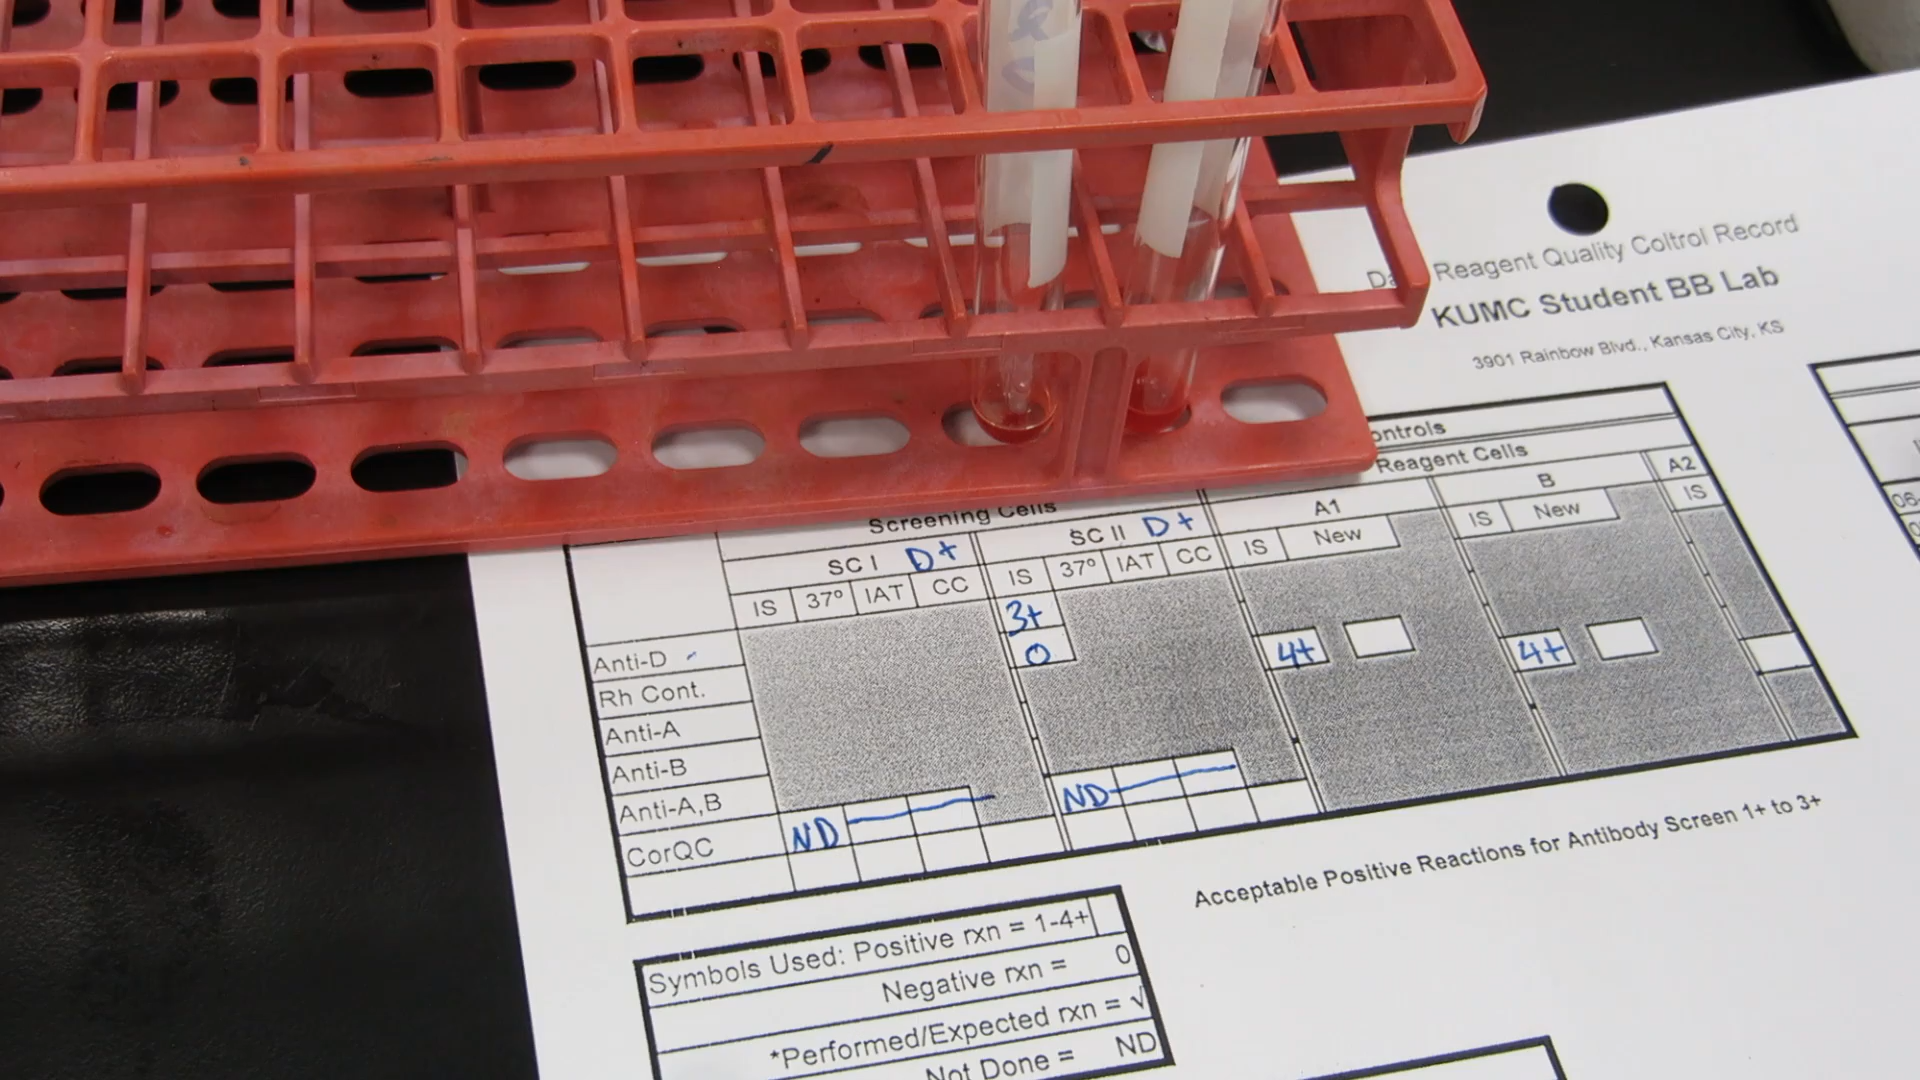 Reagent Quality Coltrol Record
KUMC Student BB Lab
3901 Rainbow Blvd., Kansas City, KS
Reagent Cells
Screening Cells
A1
B
A2
SC I D+
SC II D+
IS 37º IAT CC
IS 37º IAT CC
IS New
IS New
IS
Anti-D
3+
Rh Cont.
0
Anti-A
4+
Anti-B
4+
Anti-A,B
CorQC
ND
ND
Acceptable Positive Reactions for Antibody Screen 1+ to 3+
Symbols Used: Positive rxn = 1-4+
Negative rxn = 0
*Performed/Expected rxn = √
Not Done = ND